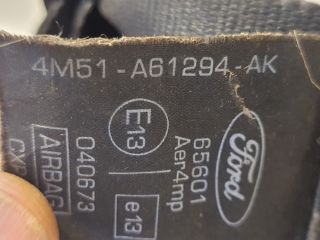 4M51-A61294-AK
Ford
65601
Aer4mp
E13
e13
040673
AIRBAG